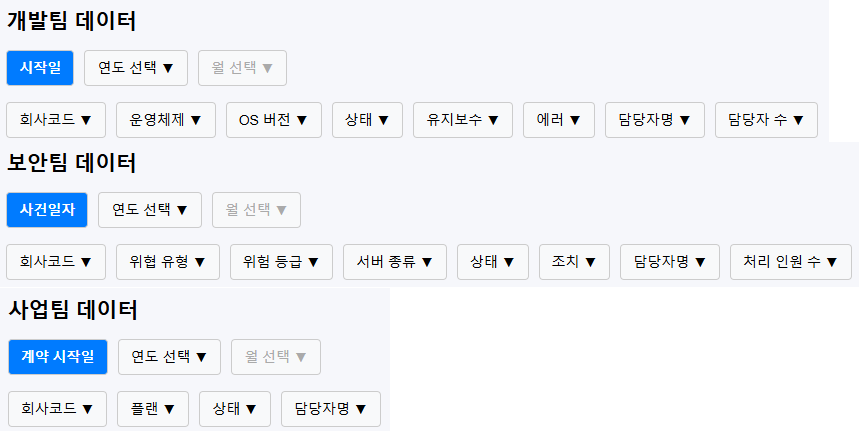 개발팀 데이터
시작일 연도 선택 ▼ 월 선택 ▼
회사코드 ▼ 운영체제 ▼ OS 버전 ▼ 상태 ▼ 유지보수 ▼ 에러 ▼ 담당자명 ▼ 담당자 수 ▼
보안팀 데이터
사건일자 연도 선택 ▼ 월 선택 ▼
회사코드 ▼ 위협 유형 ▼ 위험 등급 ▼ 서버 종류 ▼ 상태 ▼ 조치 ▼ 담당자명 ▼ 처리 인원 수 ▼
사업팀 데이터
계약 시작일 연도 선택 ▼ 월 선택 ▼
회사코드 ▼ 플랜 ▼ 상태 ▼ 담당자명 ▼